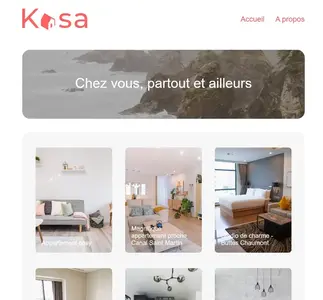 Kasa
Accueil A propos
Chez vous, partout et ailleurs
Appartement cosy
Magnifique
appartement proche
Canal Saint Martin
Studio de charme -
Buttes Chaumont